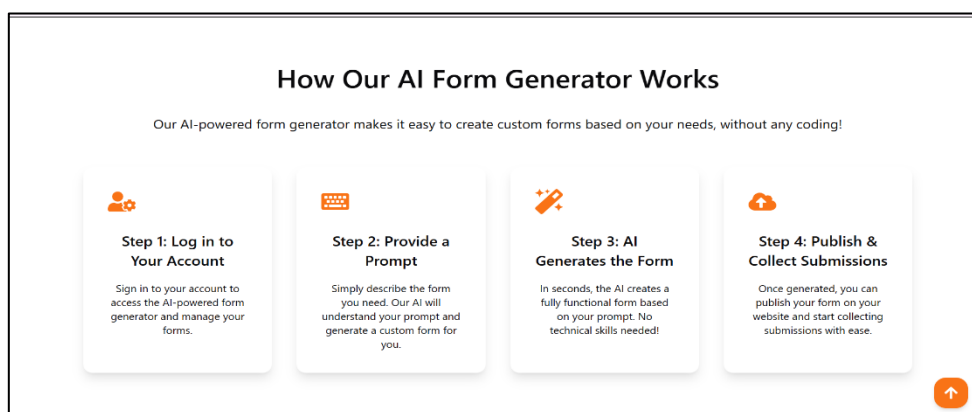 How Our AI Form Generator Works
Our AI-powered form generator makes it easy to create custom forms based on your needs, without any coding!
Step 1: Log in to
Your Account
Sign in to your account to
access the AI-powered form
generator and manage your
forms.
Step 2: Provide a
Prompt
Simply describe the form
you need. Our AI will
understand your prompt and
generate a custom form for
you.
Step 3: AI
Generates the Form
In seconds, the AI creates a
fully functional form based
on your prompt. No
technical skills needed!
Step 4: Publish &
Collect Submissions
Once generated, you can
publish your form on your
website and start collecting
submissions with ease.